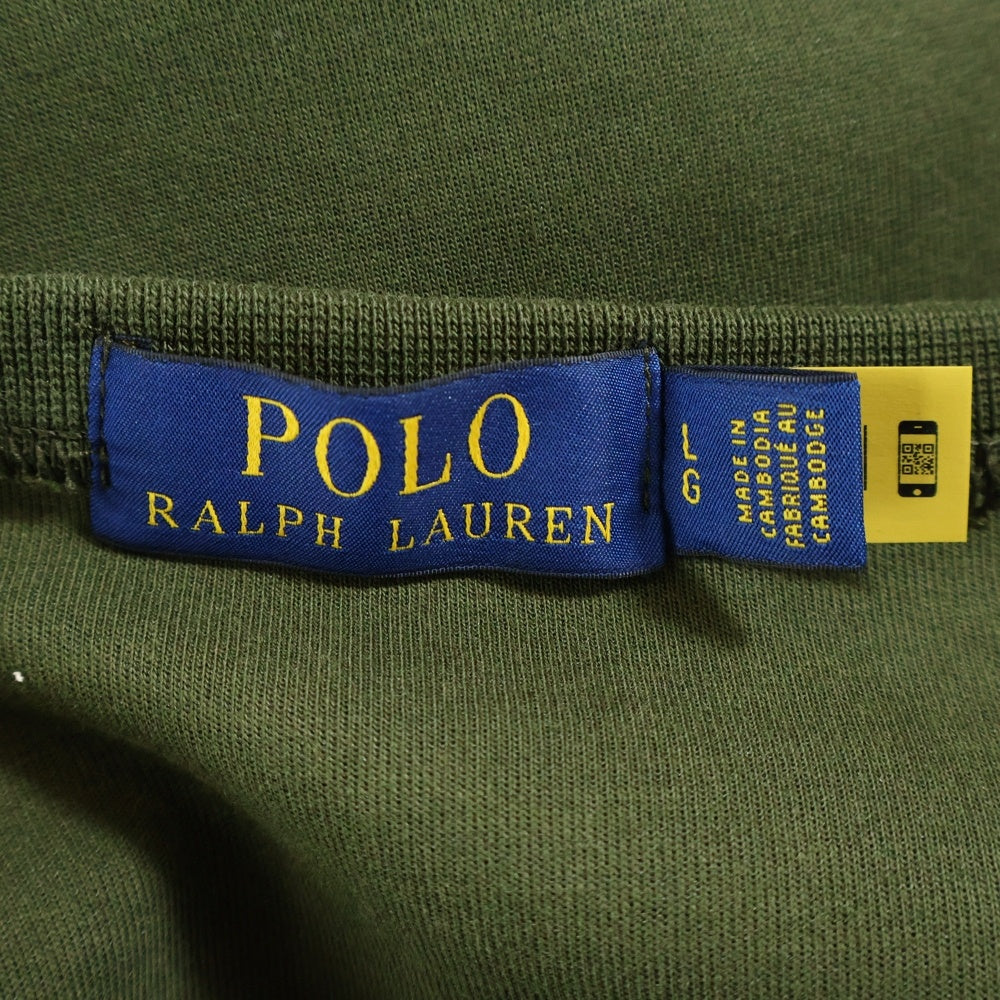 POLO
RALPH LAUREN
L
G
MADE IN
CAMBODIA
FABRIQUÉ AU
CAMBODGE